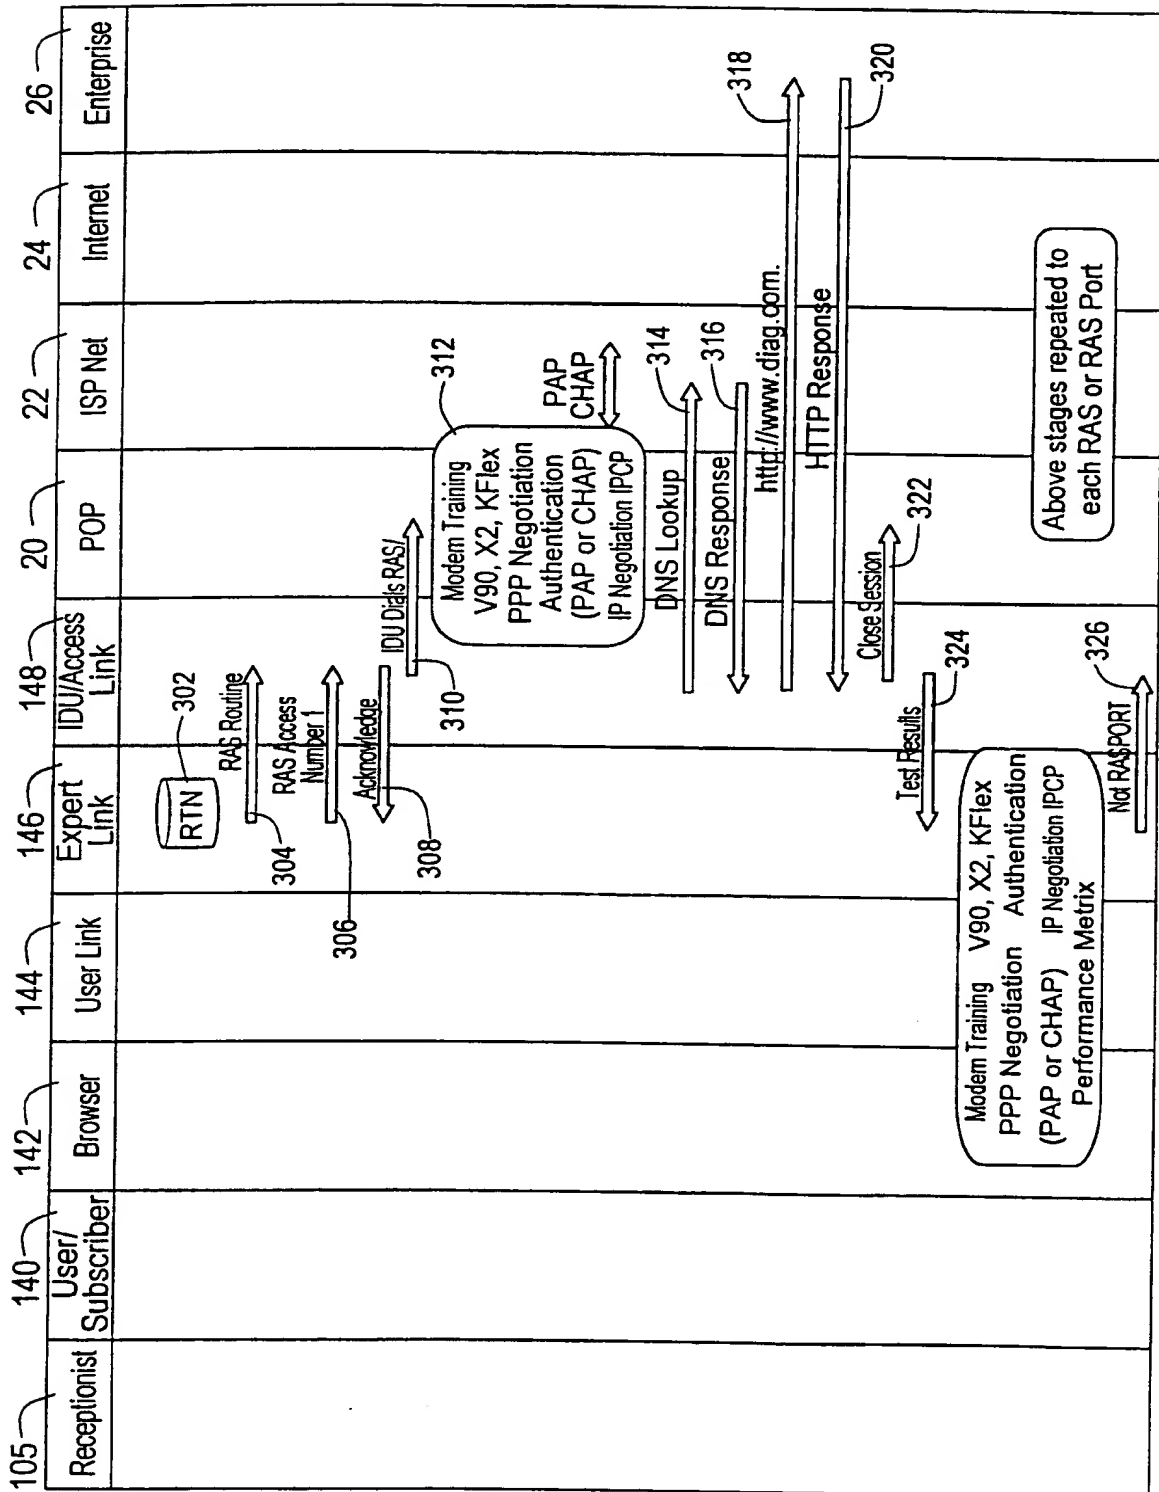 105
140
142
144
146
148
20
22
24
26
Receptionist
User/
Subscriber
Browser
User Link
Expert
Link
IDU/Access
Link
POP
ISP Net
Internet
Enterprise
RTN
302
RAS Routine
304
RAS Access
Number 1
306
Acknowledge
308
IDU Dials RAS/
310
Modem Training
V90, X2, KFlex
PPP Negotiation
Authentication
(PAP or CHAP)
IP Negotiation IPCP
312
PAP
CHAP
DNS Lookup
314
DNS Response
316
http://www.diag.com.
318
HTTP Response
320
Close Session
322
Test Results
324
Modem Training V90, X2, KFlex
PPP Negotiation Authentication
(PAP or CHAP) IP Negotiation IPCP
Performance Metrix
Above stages repeated to
each RAS or RAS Port
Not RASPORT
326